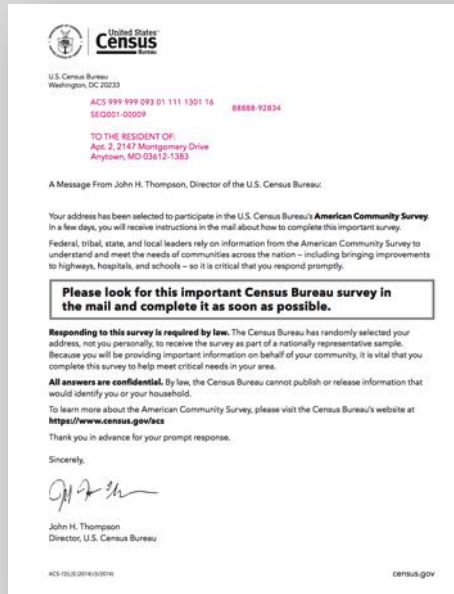 United States™
Census
Bureau
U.S. Census Bureau
Washington, DC 20233
ACS 999 999 093 01 111 1301 16
88888-92834
SEQ001-00009
TO THE RESIDENT OF:
Apt. 2, 2147 Montgomery Drive
Anytown, MD 03612-1383
A Message From John H. Thompson, Director of the U.S. Census Bureau:
Your address has been selected to participate in the U.S. Census Bureau's American Community Survey.
In a few days, you will receive instructions in the mail about how to complete this important survey.
Federal, tribal, state, and local leaders rely on information from the American Community Survey to
understand and meet the needs of communities across the nation – including bringing improvements
to highways, hospitals, and schools – so it is critical that you respond promptly.
Please look for this important Census Bureau survey in
the mail and complete it as soon as possible.
Responding to this survey is required by law. The Census Bureau has randomly selected your
address, not you personally, to receive the survey as part of a nationally representative sample.
Because you will be providing important information on behalf of your community, it is vital that you
complete this survey to help meet critical needs in your area.
All answers are confidential. By law, the Census Bureau cannot publish or release information that
would identify you or your household.
To learn more about the American Community Survey, please visit the Census Bureau's website at
https://www.census.gov/acs
Thank you in advance for your prompt response.
Sincerely,
John H. Thompson
Director, U.S. Census Bureau
census.gov